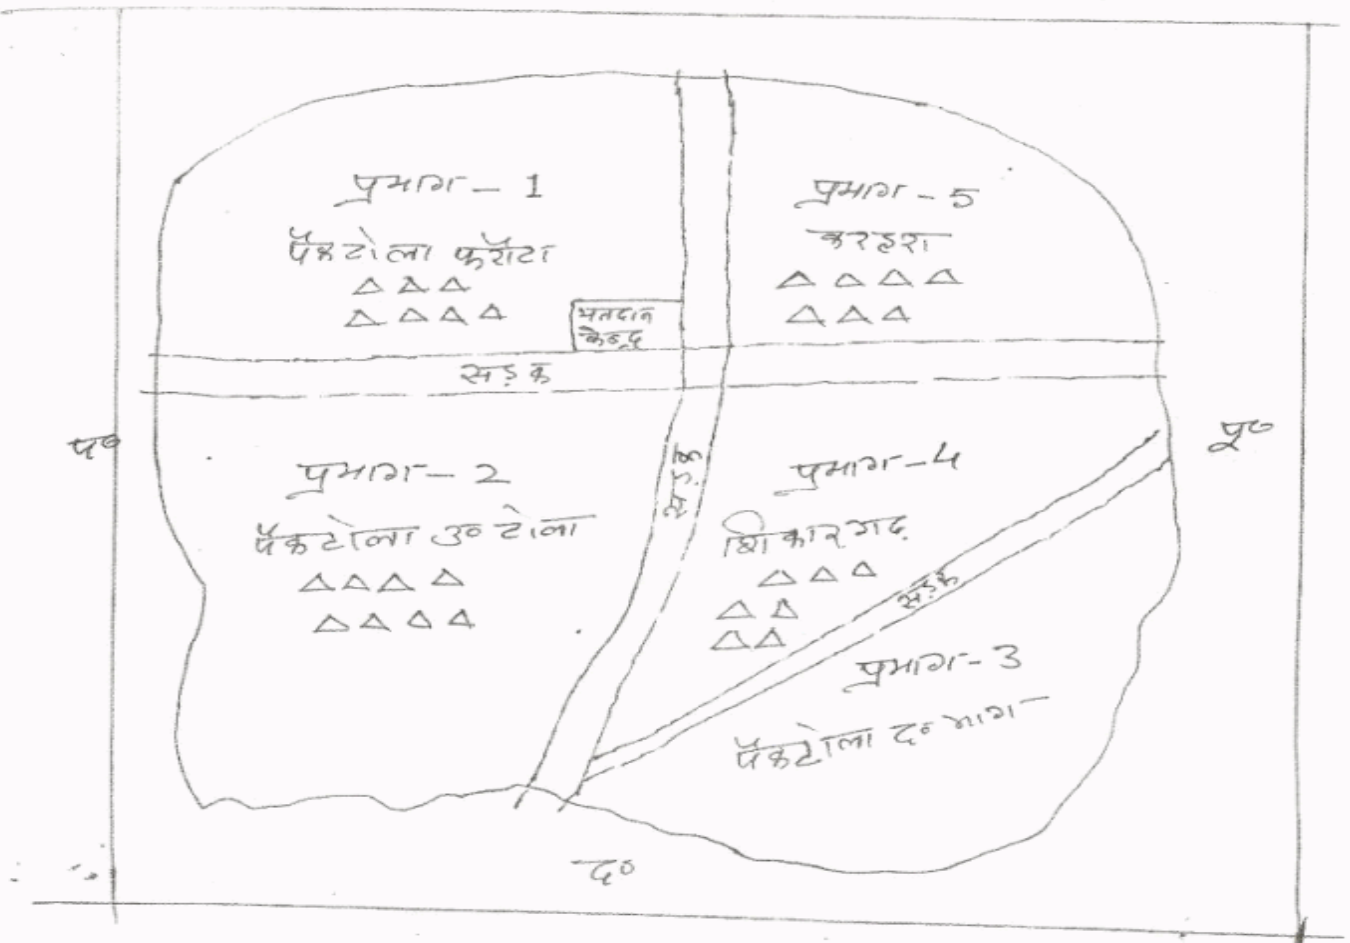 प्रभाग - 1
पैकटोला फरौटा
मतदान
केन्द्र
प्रभाग - 5
करहरा
सड़क
प०
पू०
प्रभाग - 2
पैकटोला उ० टोला
सड़क
प्रभाग - 4
शिकारगढ़
सड़क
प्रभाग - 3
पैकटोला द० भाग
द०